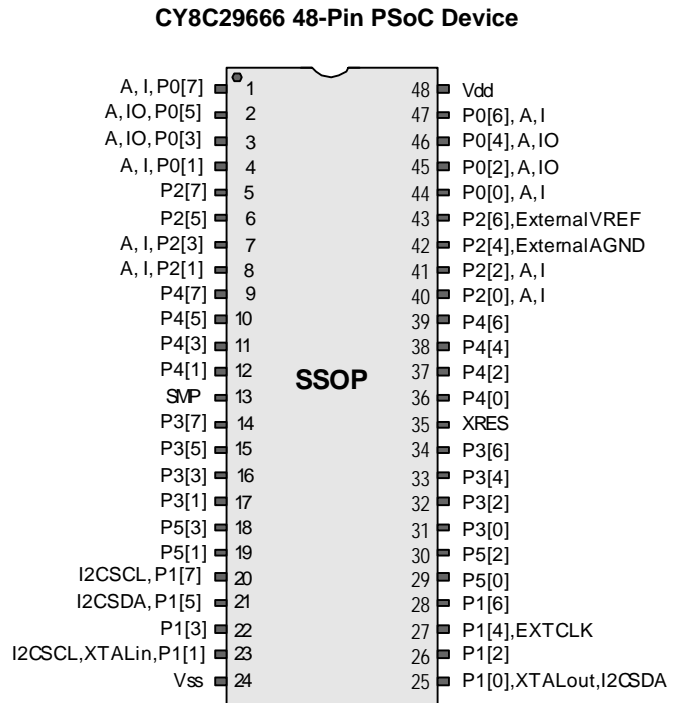 CY8C29666 48-Pin PSoC Device
A, I, P0[7] 1 48 Vdd
A, IO, P0[5] 2 47 P0[6], A, I
A, IO, P0[3] 3 46 P0[4], A, IO
A, I, P0[1] 4 45 P0[2], A, IO
P2[7] 5 44 P0[0], A, I
P2[5] 6 43 P2[6], External VREF
A, I, P2[3] 7 42 P2[4], External AGND
A, I, P2[1] 8 41 P2[2], A, I
P4[7] 9 40 P2[0], A, I
P4[5] 10 39 P4[6]
P4[3] 11 38 P4[4]
P4[1] 12 37 P4[2]
SSOP
SMP 13 36 P4[0]
P3[7] 14 35 XRES
P3[5] 15 34 P3[6]
P3[3] 16 33 P3[4]
P3[1] 17 32 P3[2]
P5[3] 18 31 P3[0]
P5[1] 19 30 P5[2]
I2CSCL, P1[7] 20 29 P5[0]
I2CSDA, P1[5] 21 28 P1[6]
P1[3] 22 27 P1[4], EXTCLK
I2CSCL, XTALin, P1[1] 23 26 P1[2]
Vss 24 25 P1[0], XTALout, I2CSDA